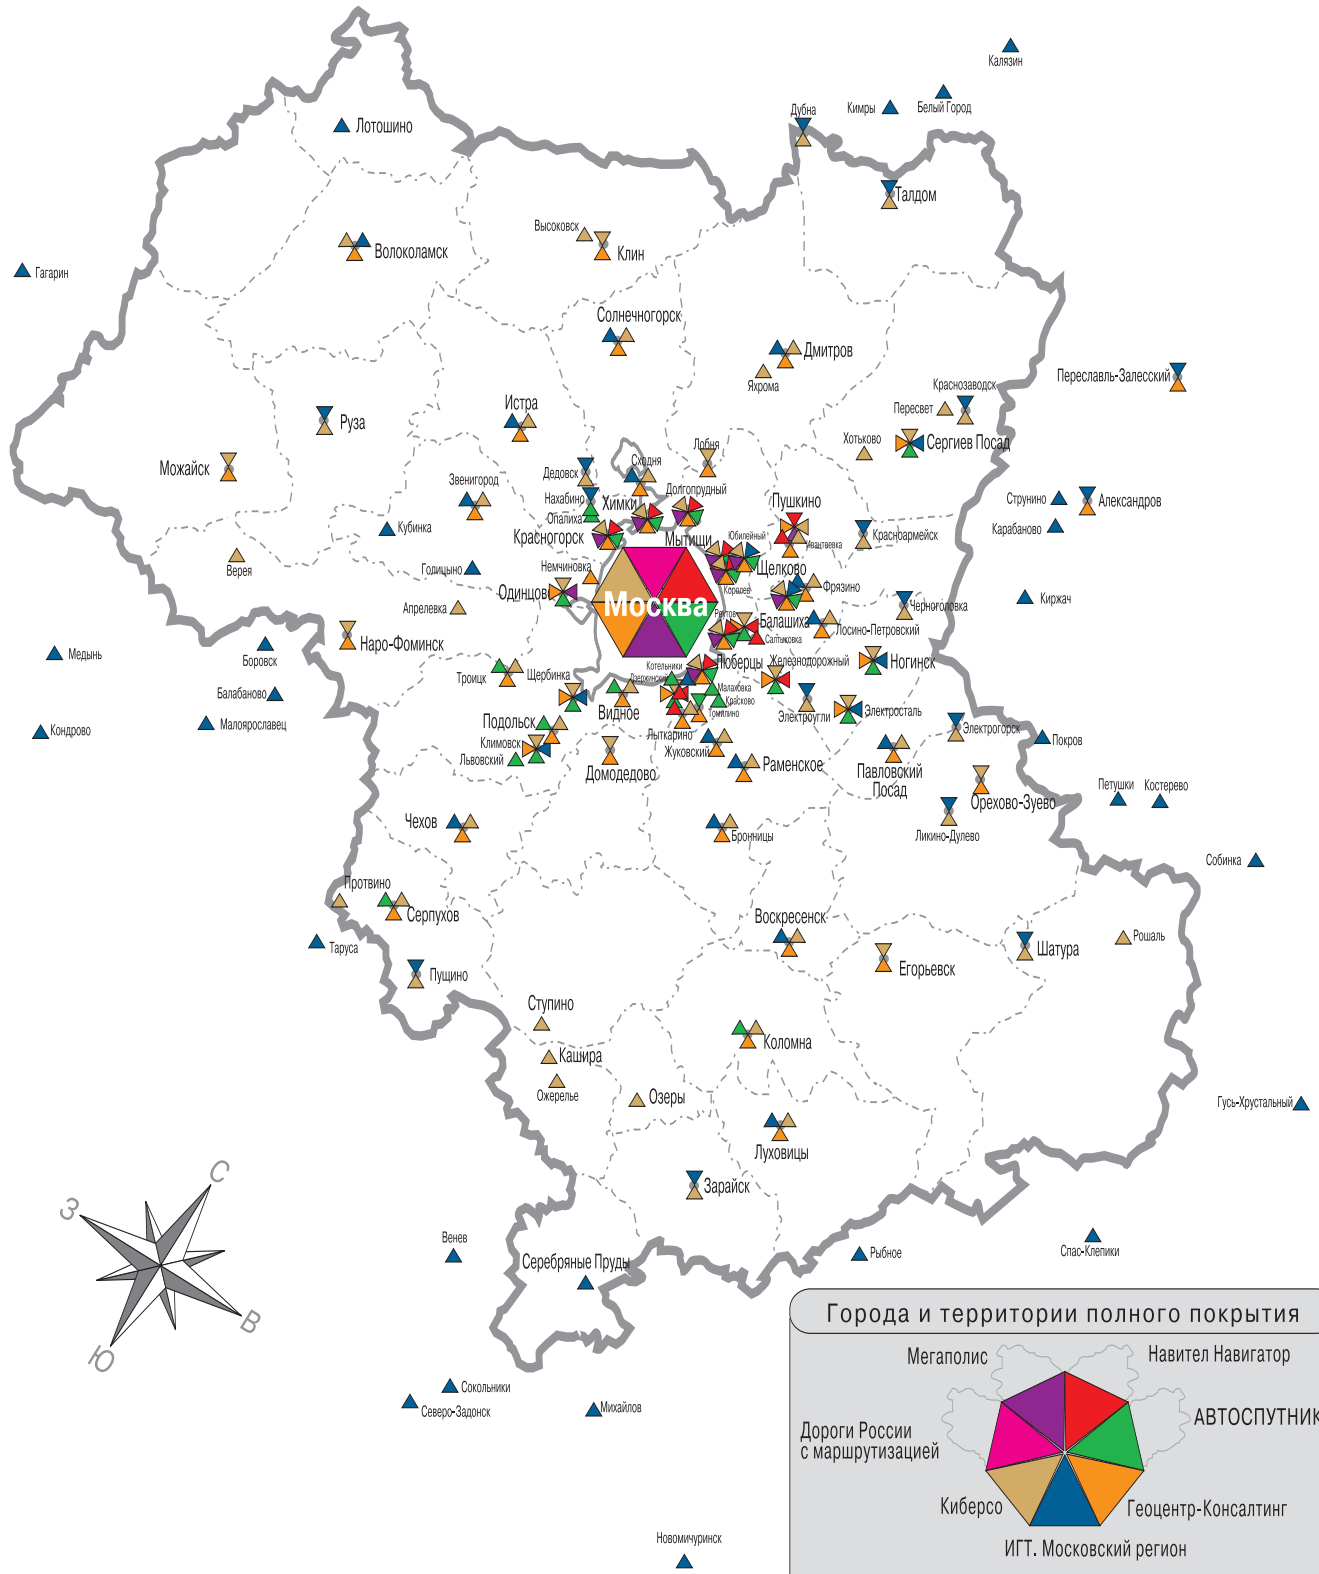 Калязин
Белый Город
Кимры
Дубна
Лотошино
Талдом
Высоковск
Клин
Волоколамск
Гагарин
Солнечногорск
Дмитров
Яхрома
Переславль-Залесский
Краснозаводск
Пересвет
Истра
Руза
Хотьково
Сергиев Посад
Лобня
Сходня
Можайск
Дедовск
Звенигород
Долгопрудный
Нахабино
Химки
Пушкино
Струнино
Александров
Опалиха
Кубинка
Карабаново
Красногорск
Мытищи
Юбилейный
Ивантеевка
Красноармейск
Верея
Годицыно
Немчиновка
Щелково
Королев
Фрязино
Одинцово
Москва
Киржач
Апрелевка
Реутов
Балашиха
Черноголовка
Лосино-Петровский
Салтыковка
Наро-Фоминск
Медынь
Боровск
Котельники
Люберцы
Железнодорожный
Ногинск
Троицк
Щербинка
Дзержинский
Малаховка
Балабаново
Красково
Видное
Томилино
Электроугли
Электросталь
Малоярославец
Кондрово
Подольск
Электрогорск
Лыткарино
Климовск
Жуковский
Покров
Львовский
Домодедово
Раменское
Павловский
Посад
Петушки
Костерево
Орехово-Зуево
Чехов
Бронницы
Ликино-Дулево
Собинка
Протвино
Серпухов
Воскресенск
Рошаль
Таруса
Шатура
Егорьевск
Пущино
Ступино
Коломна
Кашира
Ожерелье
Озеры
Гусь-Хрустальный
Луховицы
Зарайск
С
З
В
Ю
Венев
Рыбное
Спас-Клепики
Серебряные Пруды
Города и территории полного покрытия
Мегаполис
Навител Навигатор
Сокольники
Северо-Задонск
Михайлов
АВТОСПУТНИК
Дороги России
с маршрутизацией
Киберсо
Геоцентр-Консалтинг
ИГТ. Московский регион
Новомичуринск